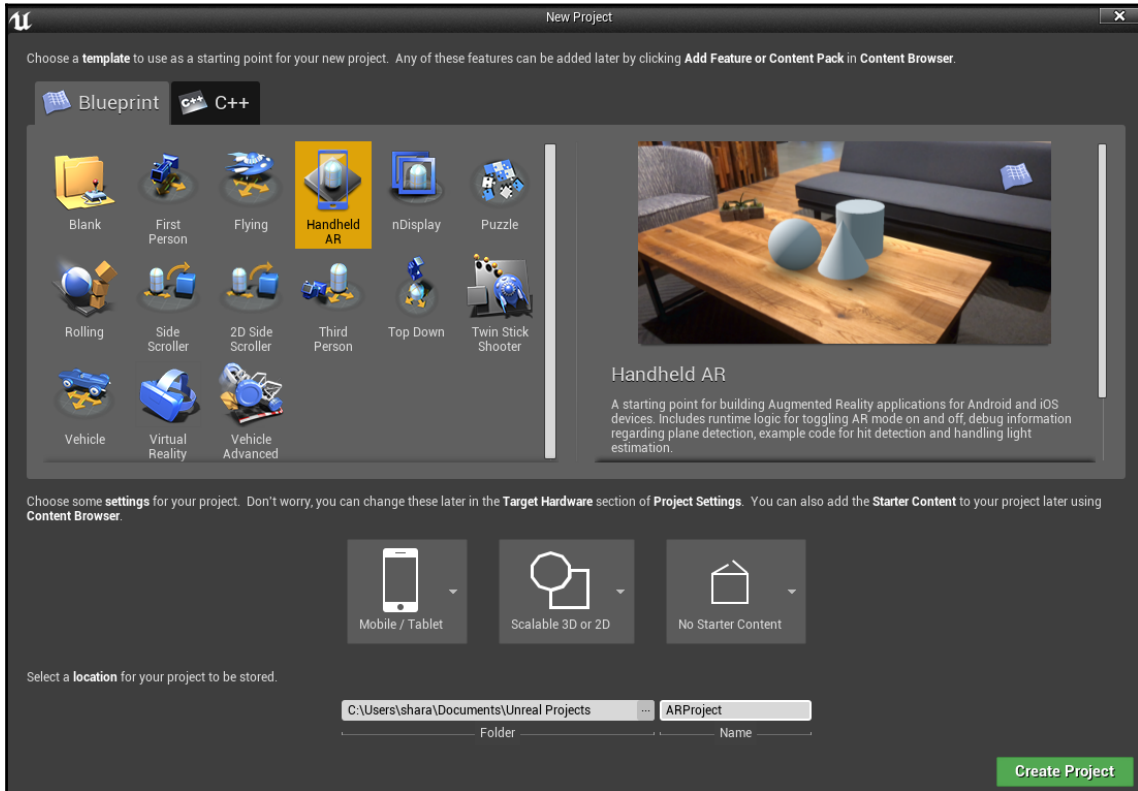 New Project
Choose a template to use as a starting point for your new project. Any of these features can be added later by clicking Add Feature or Content Pack in Content Browser.
Blueprint
C++
C++
Blank
First
Person
Flying
Handheld
AR
nDisplay
Puzzle
Rolling
Side
Scroller
2D Side
Scroller
Third
Person
Top Down
Twin Stick
Shooter
Vehicle
Virtual
Reality
Vehicle
Advanced
Handheld AR
A starting point for building Augmented Reality applications for Android and iOS
devices. Includes runtime logic for toggling AR mode on and off, debug information
regarding plane detection, example code for hit detection and handling light
estimation.
Choose some settings for your project. Don't worry, you can change these later in the Target Hardware section of Project Settings. You can also add the Starter Content to your project later using
Content Browser.
Mobile / Tablet
Scalable 3D or 2D
No Starter Content
Select a location for your project to be stored.
C:\Users\shara\Documents\Unreal Projects
...
ARProject
Folder
Name
Create Project